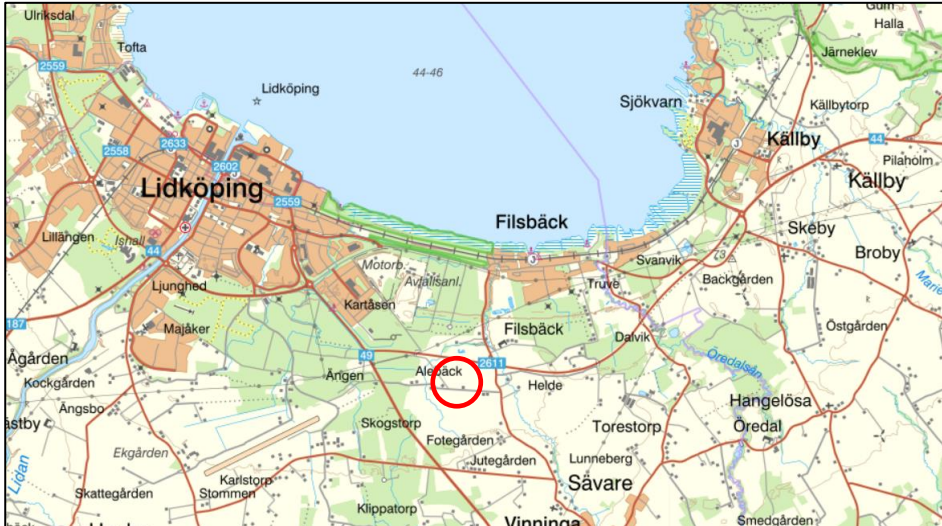 Ulriksdal
Gum
Halla
Tofta
Järneklev
2559
44-46
Lidköping
Sjökvarn
Källbytorp
2633
2558
Källby
44
2602
Pilaholm
Lidköping
2559
Källby
Filsbäck
Skeby
Lillängen
Ishall
Broby
44
Motorb.
Svanvik
Avfallsanl.
Backgården
Ljunghed
Truve
Kartåsen
187
Majåker
Filsbäck
Dalvik
Östgården
Ågården
49
2611
Öredalsån
Kockgården
Ängen
Alebäck
Helde
Ängsbo
Hangelösa
Skogstorp
Torestorp
Öredal
Fotegården
Ekgården
Jutegården
Lunneberg
Lidan
Karlstorp
Såvare
Skattegården
Stommen
Klippatorp
Vinninga
Smedgården